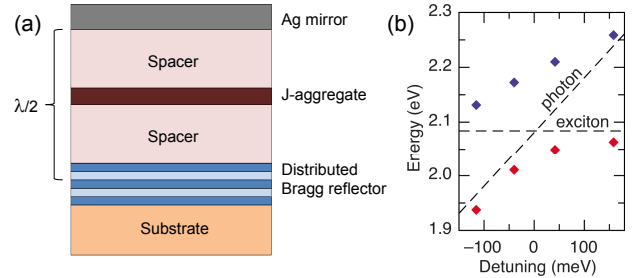 (a)
Ag mirror
Spacer
λ/2
J-aggregate
Spacer
Distributed
Bragg reflector
Substrate
(b)
2.3
2.2
2.1
2.0
1.9
Energy (eV)
photon
exciton
−100
0
100
Detuning (meV)